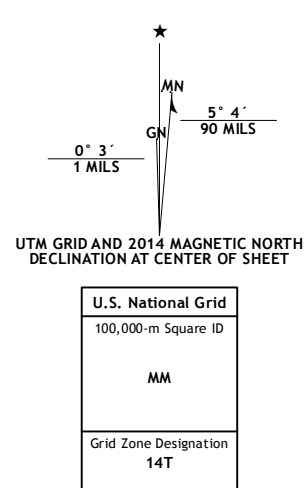 ★
MN
5° 4´
90 MILS
GN
0° 3´
1 MILS
UTM GRID AND 2014 MAGNETIC NORTH
DECLINATION AT CENTER OF SHEET
U.S. National Grid
100,000-m Square ID
MM
Grid Zone Designation
14T